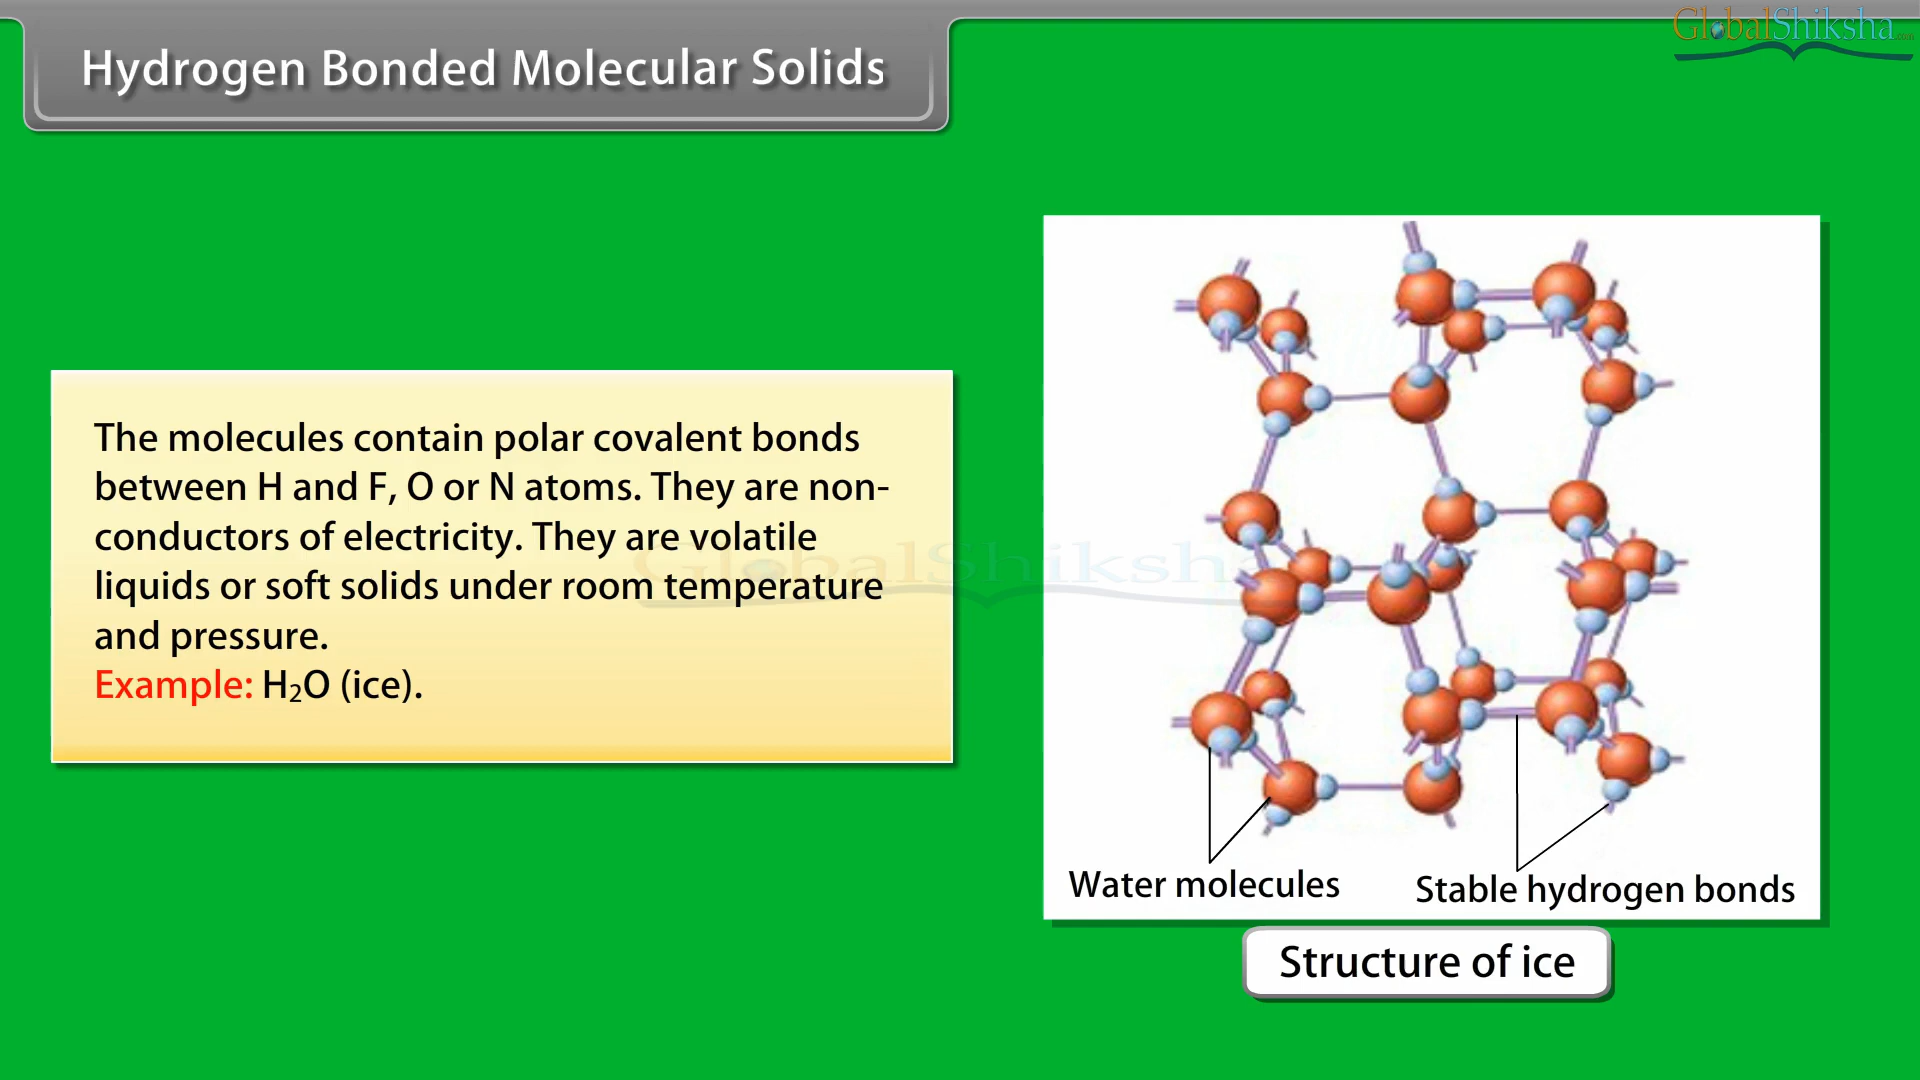 GlobalShiksha.com
Hydrogen Bonded Molecular Solids
The molecules contain polar covalent bonds
between H and F, O or N atoms. They are non-
conductors of electricity. They are volatile
liquids or soft solids under room temperature
and pressure.
Example: H₂O (ice).
GlobalShiksha
Water molecules
Stable hydrogen bonds
Structure of ice